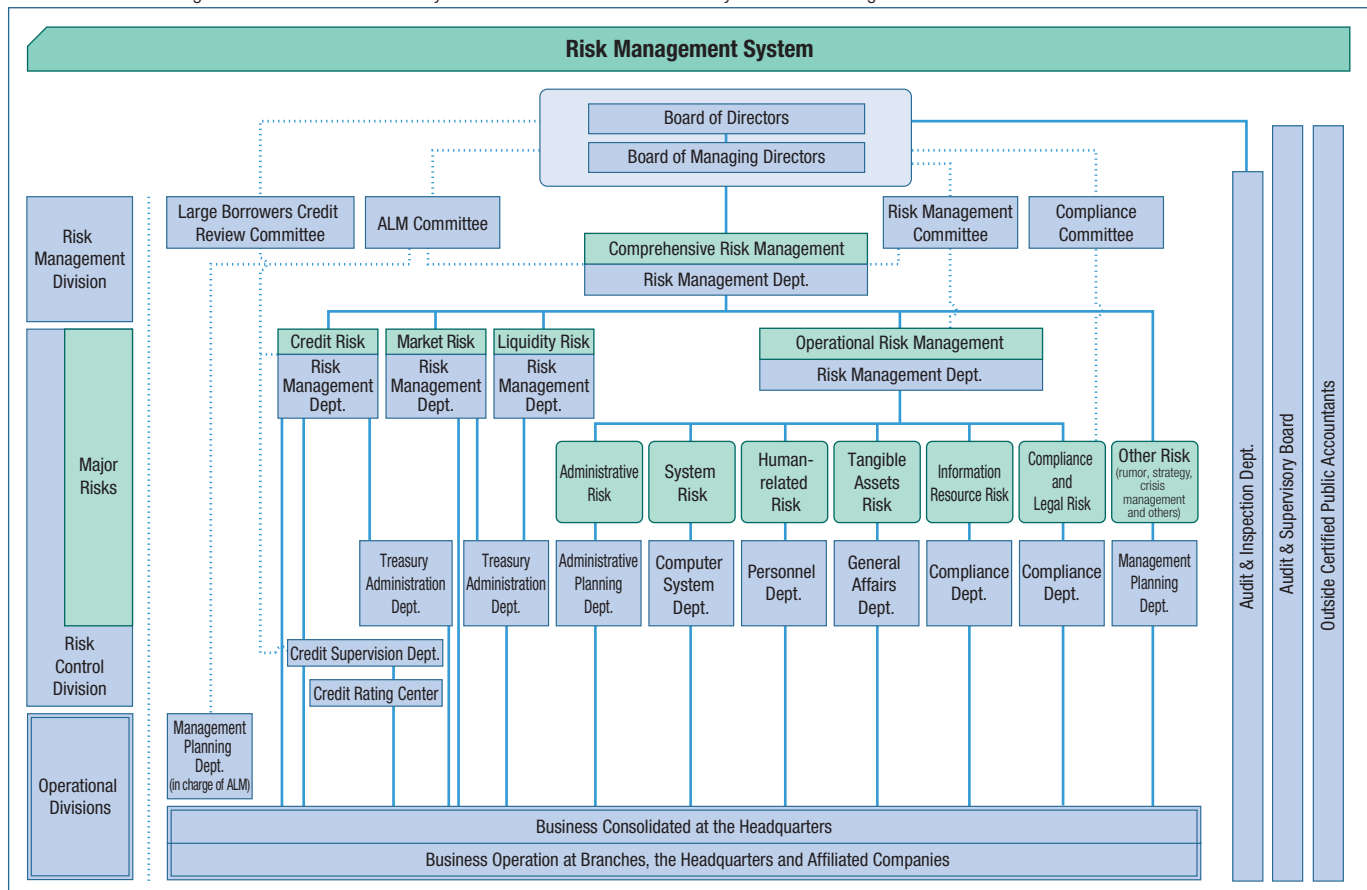 Risk Management System
Board of Directors
Board of Managing Directors
Risk
Management
Division
Large Borrowers Credit
Review Committee
ALM Committee
Risk Management
Committee
Compliance
Committee
Comprehensive Risk Management
Risk Management Dept.
Major
Risks
Risk
Control
Division
Credit Risk
Risk
Management
Dept.
Market Risk
Risk
Management
Dept.
Liquidity Risk
Risk
Management
Dept.
Operational Risk Management
Risk Management Dept.
Administrative
Risk
System
Risk
Human-
related Risk
Tangible
Assets
Risk
Information
Resource Risk
Compliance
and
Legal Risk
Other Risk
(rumor, strategy,
crisis
management
and others)
Treasury
Administration
Dept.
Treasury
Administration
Dept.
Administrative
Planning
Dept.
Computer
System
Dept.
Personnel
Dept.
General
Affairs
Dept.
Compliance
Dept.
Compliance
Dept.
Management
Planning
Dept.
Credit Supervision Dept.
Credit Rating Center
Operational
Divisions
Management
Planning
Dept.
(in charge of ALM)
Business Consolidated at the Headquarters
Business Operation at Branches, the Headquarters and Affiliated Companies
Audit & Inspection Dept.
Audit & Supervisory Board
Outside Certified Public Accountants